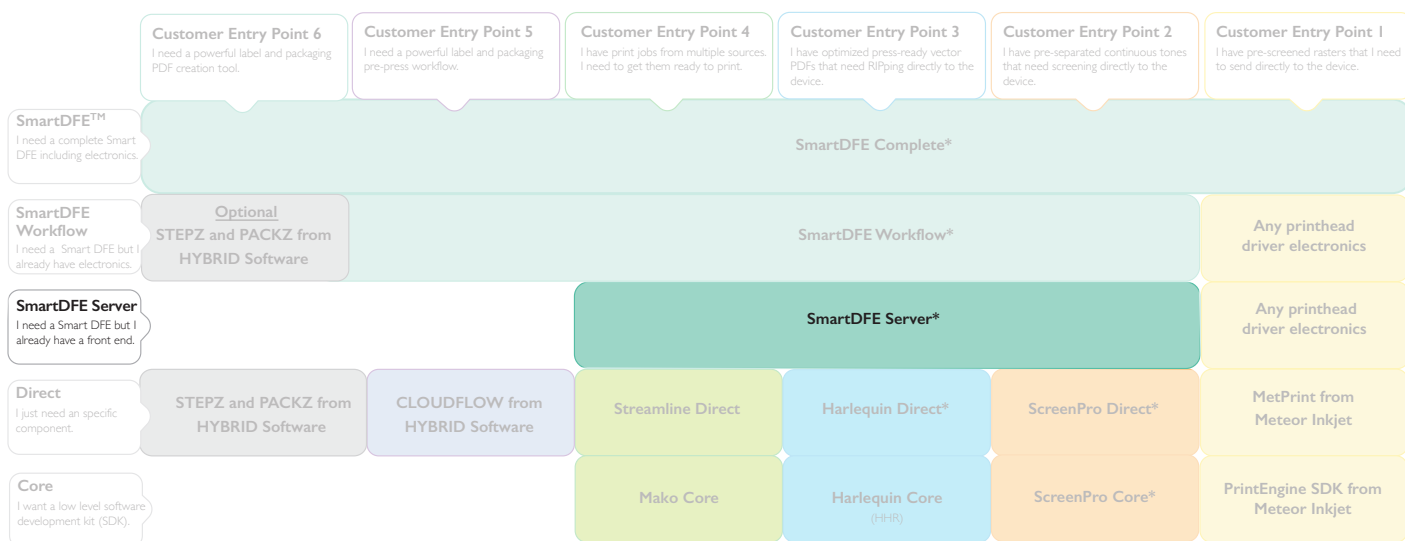 Customer Entry Point 6
I need a powerful label and packaging
PDF creation tool.
Customer Entry Point 5
I need a powerful label and packaging
pre-press workflow.
Customer Entry Point 4
I have print jobs from multiple sources.
I need to get them ready to print.
Customer Entry Point 3
I have optimized press-ready vector
PDFs that need RIPping directly to the
device.
Customer Entry Point 2
I have pre-separated continuous tones
that need screening directly to the
device.
Customer Entry Point 1
I have pre-screened rasters that I need
to send directly to the device.
SmartDFE™
I need a complete Smart
DFE including electronics.
SmartDFE Complete*
SmartDFE
Workflow
I need a Smart DFE but I
already have electronics.
Optional
STEPZ and PACKZ from
HYBRID Software
SmartDFE Workflow*
Any printhead
driver electronics
SmartDFE Server
I need a Smart DFE but I
already have a front end.
SmartDFE Server*
Any printhead
driver electronics
Direct
I just need an specific
component.
STEPZ and PACKZ from
HYBRID Software
CLOUDFLOW from
HYBRID Software
Streamline Direct
Harlequin Direct*
ScreenPro Direct*
MetPrint from
Meteor Inkjet
Core
I want a low level software
development kit (SDK).
Mako Core
Harlequin Core
(HHR)
ScreenPro Core*
PrintEngine SDK from
Meteor Inkjet